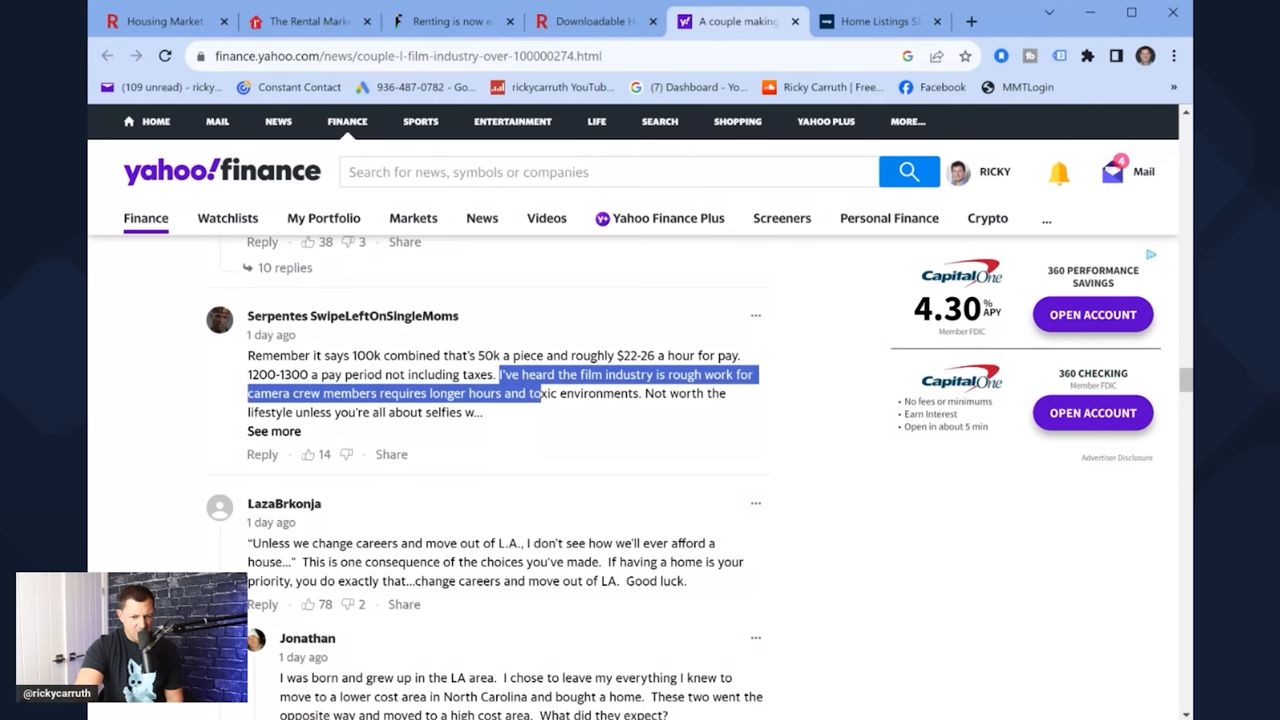 Housing Market
The Rental Mark
Renting is now e
Downloadable H
A couple making
Home Listings Sl
finance.yahoo.com/news/couple-l-film-industry-over-100000274.html
(109 unread) - ricky...
Constant Contact
936-487-0782 - Go...
rickycarruth YouTub...
(7) Dashboard - Yo...
Ricky Carruth | Free...
Facebook
MMTLogin
»
HOME
MAIL
NEWS
FINANCE
SPORTS
ENTERTAINMENT
LIFE
SEARCH
SHOPPING
YAHOO PLUS
MORE...
yahoo!finance
Search for news, symbols or companies
RICKY
4
Mail
Finance
Watchlists
My Portfolio
Markets
News
Videos
Y+ Yahoo Finance Plus
Screeners
Personal Finance
Crypto
...
Reply · 38 3 · Share
10 replies
Serpentes SwipeLeftOnSingleMoms
1 day ago
Remember it says 100k combined that's 50k a piece and roughly $22-26 a hour for pay.
1200-1300 a pay period not including taxes. I've heard the film industry is rough work for
camera crew members requires longer hours and toxic environments. Not worth the
lifestyle unless you're all about selfies w...
See more
Reply · 14 · Share
LazaBrkonja
1 day ago
"Unless we change careers and move out of L.A., I don't see how we'll ever afford a
house..." This is one consequence of the choices you've made. If having a home is your
priority, you do exactly that...change careers and move out of LA. Good luck.
Reply · 78 2 · Share
Jonathan
1 day ago
I was born and grew up in the LA area. I chose to leave my everything I knew to
move to a lower cost area in North Carolina and bought a home. These two went the
opposite way and moved to a high cost area. What did they expect?
Capital One
4.30% APY
Member FDIC
360 PERFORMANCE
SAVINGS
OPEN ACCOUNT
Capital One
• No fees or minimums
• Earn Interest
• Open in about 5 min
360 CHECKING
Member FDIC
OPEN ACCOUNT
Advertiser Disclosure
@rickycarruth